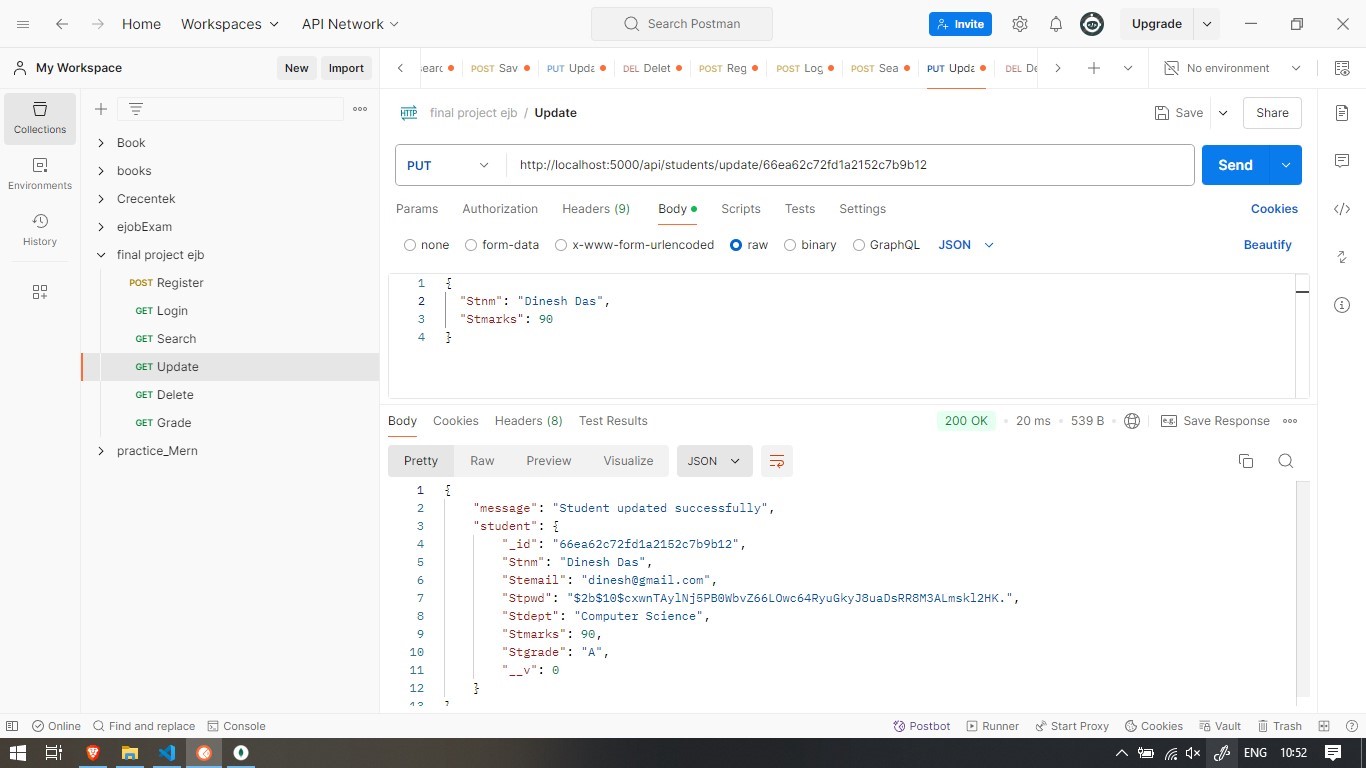 Home Workspaces API Network Search Postman Invite Upgrade
My Workspace New Import
POST Sav PUT Upda DEL Delet POST Reg POST Log POST Sea PUT Upda No environment
Collections
Environments
History
Book
books
Crecentek
ejobExam
final project ejb
POST Register
GET Login
GET Search
GET Update
GET Delete
GET Grade
practice_Mern
HTTP final project ejb / Update Save Share
PUT http://localhost:5000/api/students/update/66ea62c72fd1a2152c7b9b12 Send
Params Authorization Headers (9) Body Scripts Tests Settings Cookies
none form-data x-www-form-urlencoded raw binary GraphQL JSON Beautify
1 {
2 "Stnm": "Dinesh Das",
3 "Stmarks": 90
4 }
Body Cookies Headers (8) Test Results 200 OK 20 ms 539 B e.g. Save Response
Pretty Raw Preview Visualize JSON
1 {
2 "message": "Student updated successfully",
3 "student": {
4 "_id": "66ea62c72fd1a2152c7b9b12",
5 "Stnm": "Dinesh Das",
6 "Stemail": "dinesh@gmail.com",
7 "Stpwd": "$2b$10$cxwnTAylNj5PB0WbvZ66LOwc64RyuGkyJ8uaDsRR8M3ALmskl2HK.",
8 "Stdept": "Computer Science",
9 "Stmarks": 90,
10 "Stgrade": "A",
11 "__v": 0
12 }
Online Find and replace Console Postbot Runner Start Proxy Cookies Vault Trash
ENG 10:52